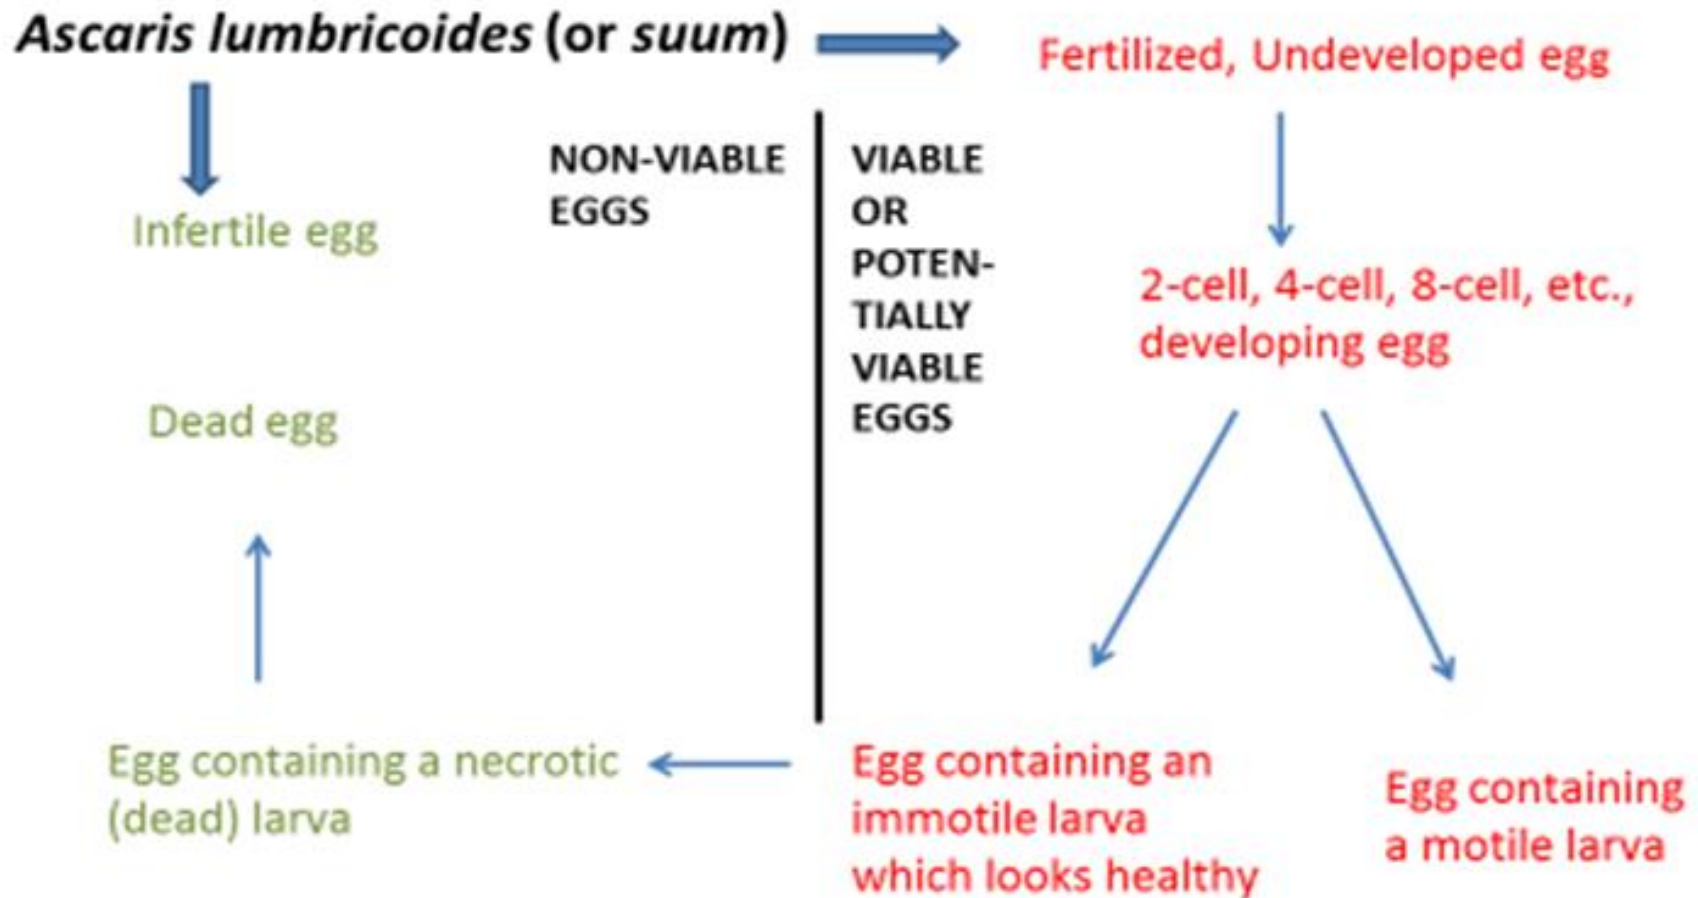 Ascaris lumbricoides (or suum)
Fertilized, Undeveloped egg
NON-VIABLE
EGGS
VIABLE
OR
POTEN-
TIALLY
VIABLE
EGGS
Infertile egg
2-cell, 4-cell, 8-cell, etc.,
developing egg
Dead egg
Egg containing a necrotic
(dead) larva
Egg containing an
immotile larva
which looks healthy
Egg containing
a motile larva